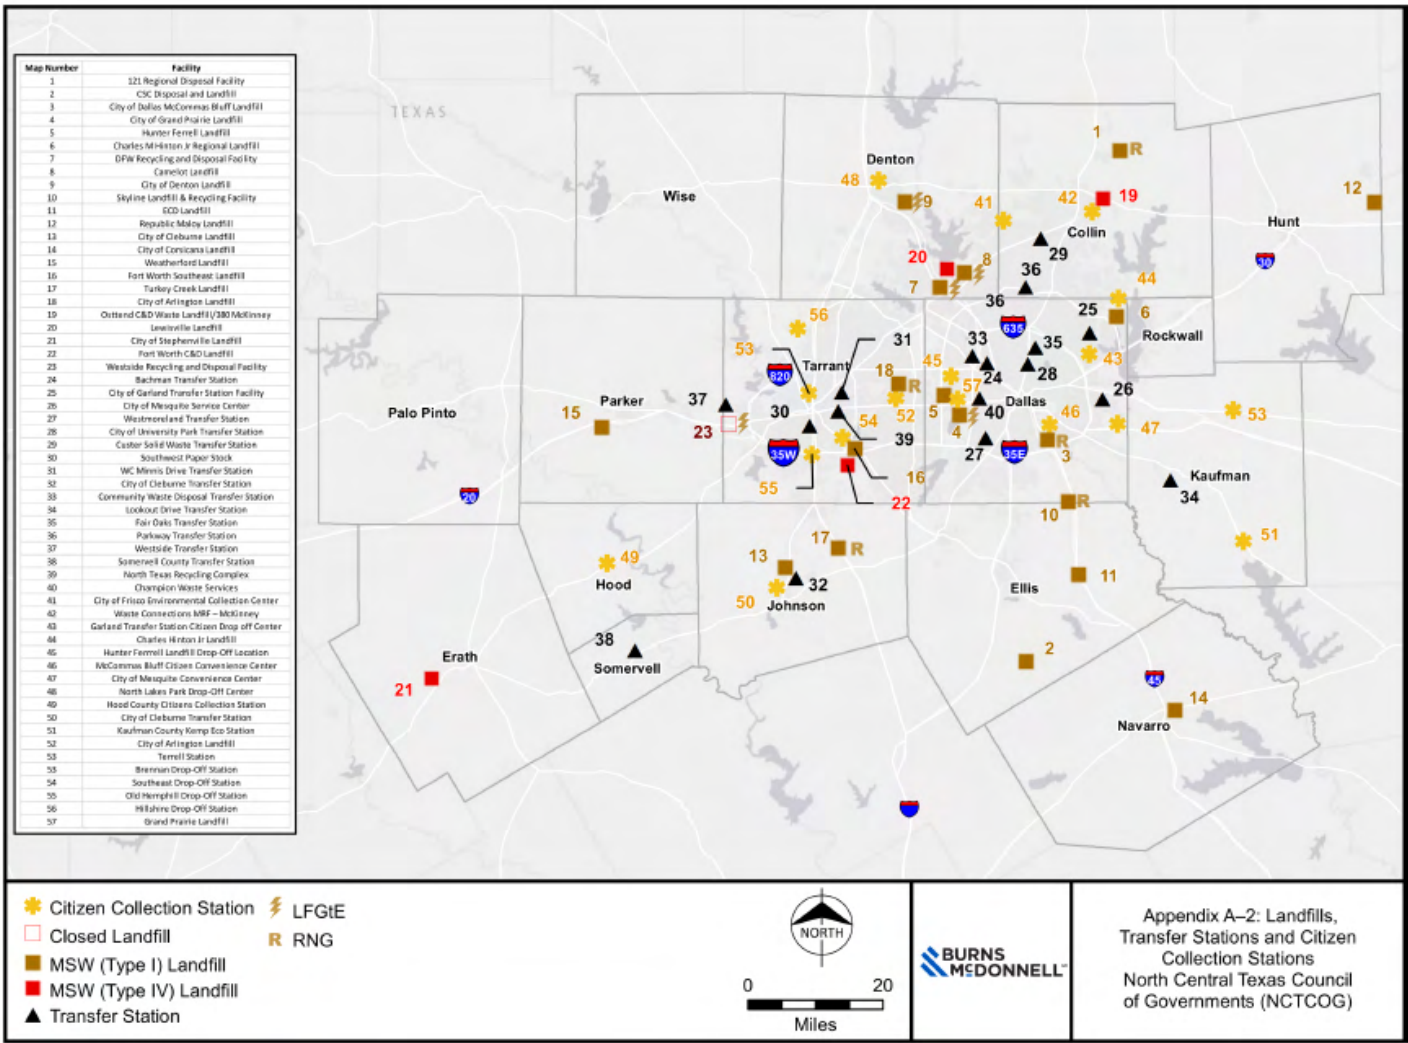 Map Number Facility
1 121 Regional Disposal Facility
2 CSC Disposal and Landfill
3 City of Dallas McCommas Bluff Landfill
4 City of Grand Prairie Landfill
5 Hunter Ferrell Landfill
6 Charles M Hinton Jr Regional Landfill
7 DFW Recycling and Disposal Facility
8 Camelot Landfill
9 City of Denton Landfill
10 Skyline Landfill & Recycling Facility
11 ECD Landfill
12 Republic Maloy Landfill
13 City of Cleburne Landfill
14 City of Corsicana Landfill
15 Weatherford Landfill
16 Fort Worth Southeast Landfill
17 Turkey Creek Landfill
18 City of Arlington Landfill
19 Osttend C&D Waste Landfill/380 McKinney
20 Lewisville Landfill
21 City of Stephenville Landfill
22 Fort Worth C&D Landfill
23 Westside Recycling and Disposal Facility
24 Bachman Transfer Station
25 City of Garland Transfer Station Facility
26 City of Mesquite Service Center
27 Westmoreland Transfer Station
28 City of University Park Transfer Station
29 Custer Solid Waste Transfer Station
30 Southwest Paper Stock
31 WC Minnis Drive Transfer Station
32 City of Cleburne Transfer Station
33 Community Waste Disposal Transfer Station
34 Lookout Drive Transfer Station
35 Fair Oaks Transfer Station
36 Parkway Transfer Station
37 Westside Transfer Station
38 Somervell County Transfer Station
39 North Texas Recycling Complex
40 Champion Waste Services
41 City of Frisco Environmental Collection Center
42 Waste Connections MRF – McKinney
43 Garland Transfer Station Citizen Drop off Center
44 Charles Hinton Jr Landfill
45 Hunter Ferrell Landfill Drop-Off Location
46 McCommas Bluff Citizen Convenience Center
47 City of Mesquite Convenience Center
48 North Lakes Park Drop-Off Center
49 Hood County Citizens Collection Station
50 City of Cleburne Transfer Station
51 Kaufman County Kemp Eco Station
52 City of Arlington Landfill
53 Terrell Station
53 Brennan Drop-Off Station
54 Southeast Drop-Off Station
55 Old Hemphill Drop-Off Station
56 Hillshire Drop-Off Station
57 Grand Prairie Landfill
TEXAS
1 R
Denton
48
Wise
9
41
42 19
12
Hunt
Collin
29
30
20
8
36
7
44
36
56
25
6
635
Rockwall
31
33
35
53
Tarrant
45
43
820
18 R
24
28
57
26
37
Parker
Palo Pinto
15
30
5
Dallas
52
40
46
53
54
23
4
47
39
R
35W
27
35E
3
16
Kaufman
55
20
22
34
10 R
17 R
51
13
49
11
32
Hood
Ellis
50
Johnson
38
2
Erath
Somervell
45
21
14
Navarro
Citizen Collection Station
LFGtE
Closed Landfill
R RNG
MSW (Type I) Landfill
MSW (Type IV) Landfill
Transfer Station
NORTH
0 20
Miles
BURNS
McDONNELL
Appendix A–2: Landfills,
Transfer Stations and Citizen
Collection Stations
North Central Texas Council
of Governments (NCTCOG)